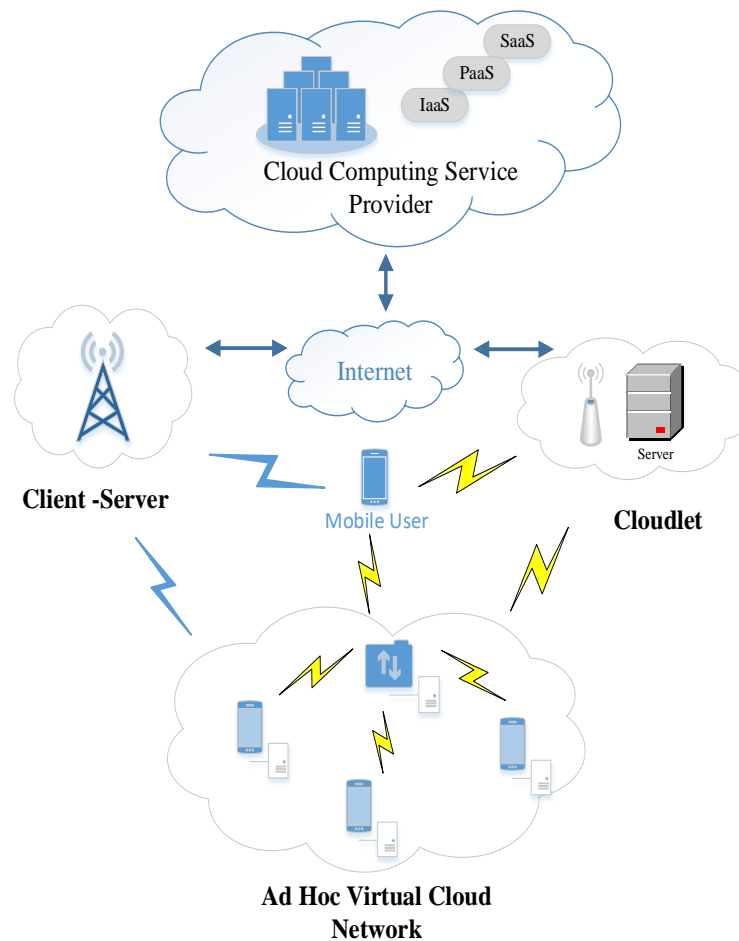 SaaS
PaaS
IaaS
Cloud Computing Service
Provider
Internet
Server
Client -Server
Mobile User
Cloudlet
Ad Hoc Virtual Cloud
Network